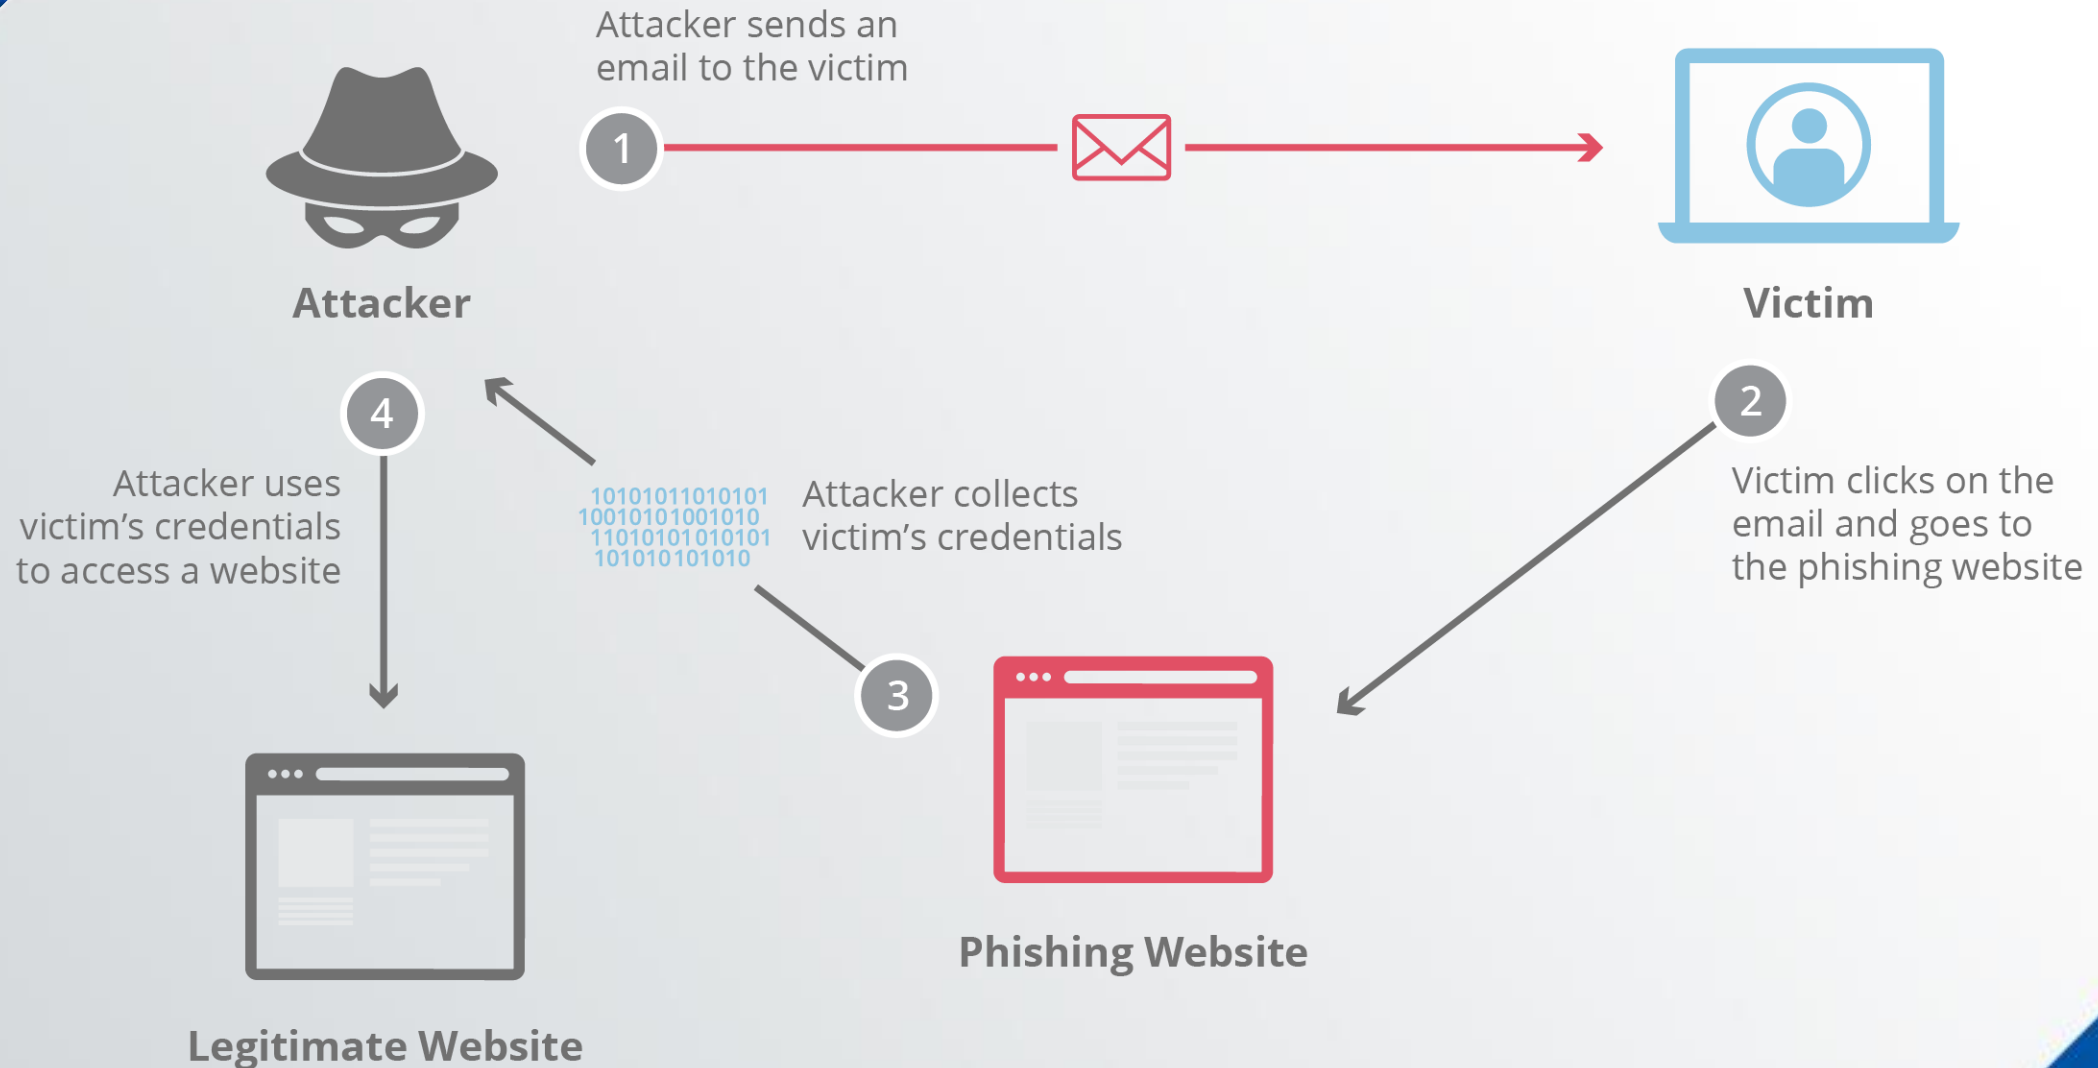 Attacker sends an
email to the victim
1
Attacker
Victim
2
Victim clicks on the
email and goes to
the phishing website
3
10101011010101
10010101001010
11010101010101
101010101010
Attacker collects
victim’s credentials
4
Attacker uses
victim’s credentials
to access a website
Phishing Website
Legitimate Website